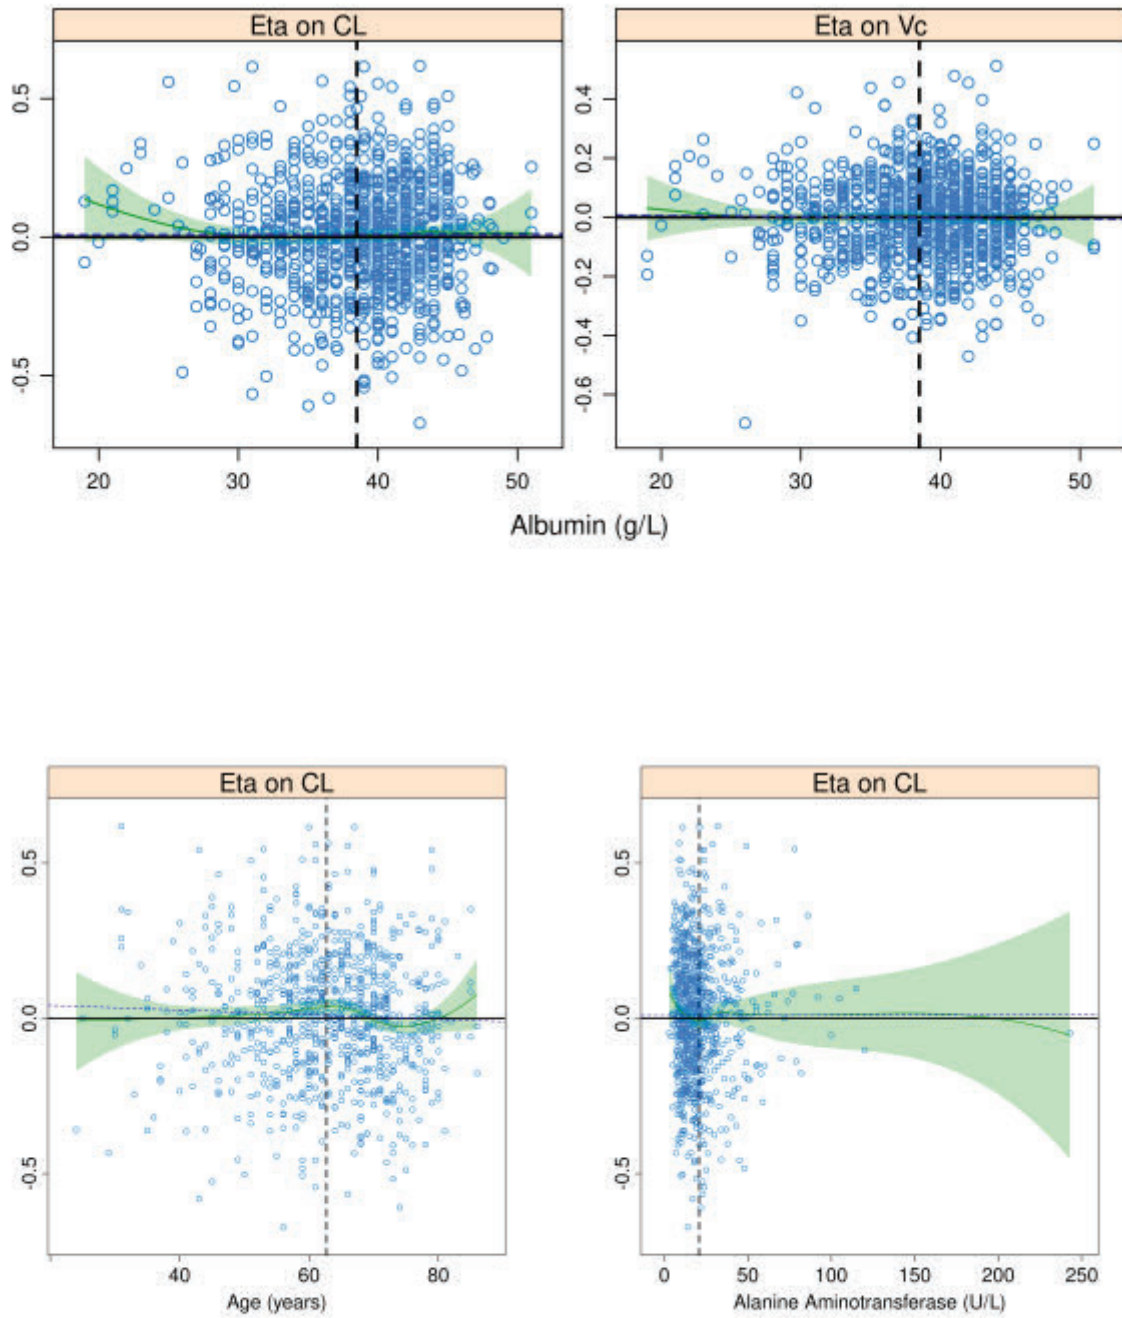 Eta on CL
Eta on Vc
0.5
0.0
-0.5
0.4
0.2
0.0
-0.2
-0.4
-0.6
20 30 40 50
20 30 40 50
Albumin (g/L)
Eta on CL
Eta on CL
0.5
0.0
-0.5
0.5
0.0
-0.5
40 60 80
0 50 100 150 200 250
Age (years)
Alanine Aminotransferase (U/L)